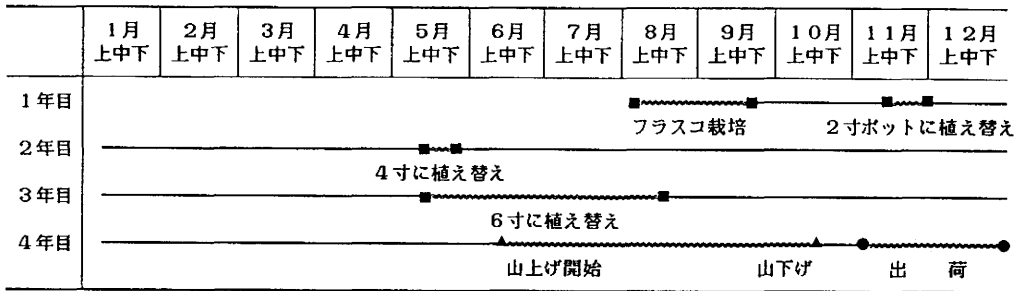 1月 2月 3月 4月 5月 6月 7月 8月 9月 10月 11月 12月
上中下 上中下 上中下 上中下 上中下 上中下 上中下 上中下 上中下 上中下 上中下 上中下
1年目
フラスコ栽培 2寸ポットに植え替え
2年目
4寸に植え替え
3年目
6寸に植え替え
4年目
山上げ開始 山下げ 出 荷